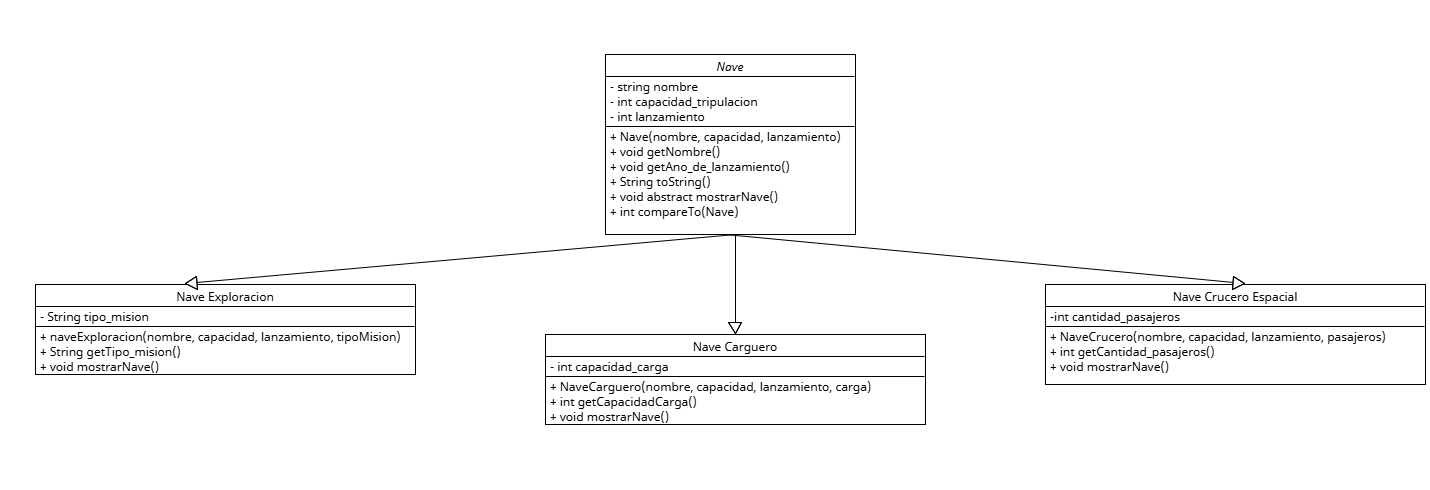 Nave
- string nombre
- int capacidad_tripulacion
- int lanzamiento
+ Nave(nombre, capacidad, lanzamiento)
+ void getNombre()
+ void getAno_de_lanzamiento()
+ String toString()
+ void abstract mostrarNave()
+ int compareTo(Nave)
Nave Exploracion
- String tipo_mision
+ naveExploracion(nombre, capacidad, lanzamiento, tipoMision)
+ String getTipo_mision()
+ void mostrarNave()
Nave Carguero
- int capacidad_carga
+ NaveCarguero(nombre, capacidad, lanzamiento, carga)
+ int getCapacidadCarga()
+ void mostrarNave()
Nave Crucero Espacial
-int cantidad_pasajeros
+ NaveCrucero(nombre, capacidad, lanzamiento, pasajeros)
+ int getCantidad_pasajeros()
+ void mostrarNave()